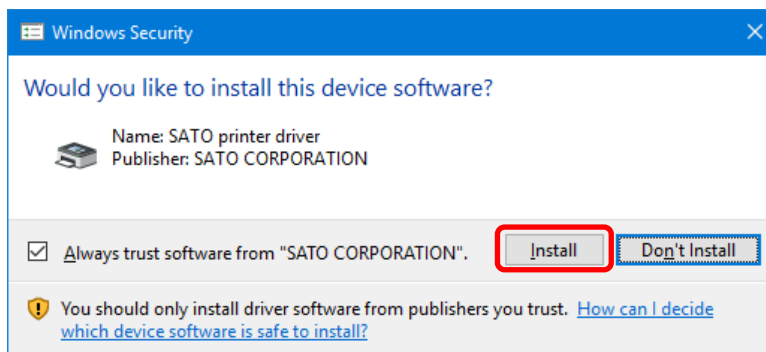 Windows Security
Would you like to install this device software?
Name: SATO printer driver
Publisher: SATO CORPORATION
Always trust software from "SATO CORPORATION".
Install
Don't Install
You should only install driver software from publishers you trust. How can I decide
which device software is safe to install?